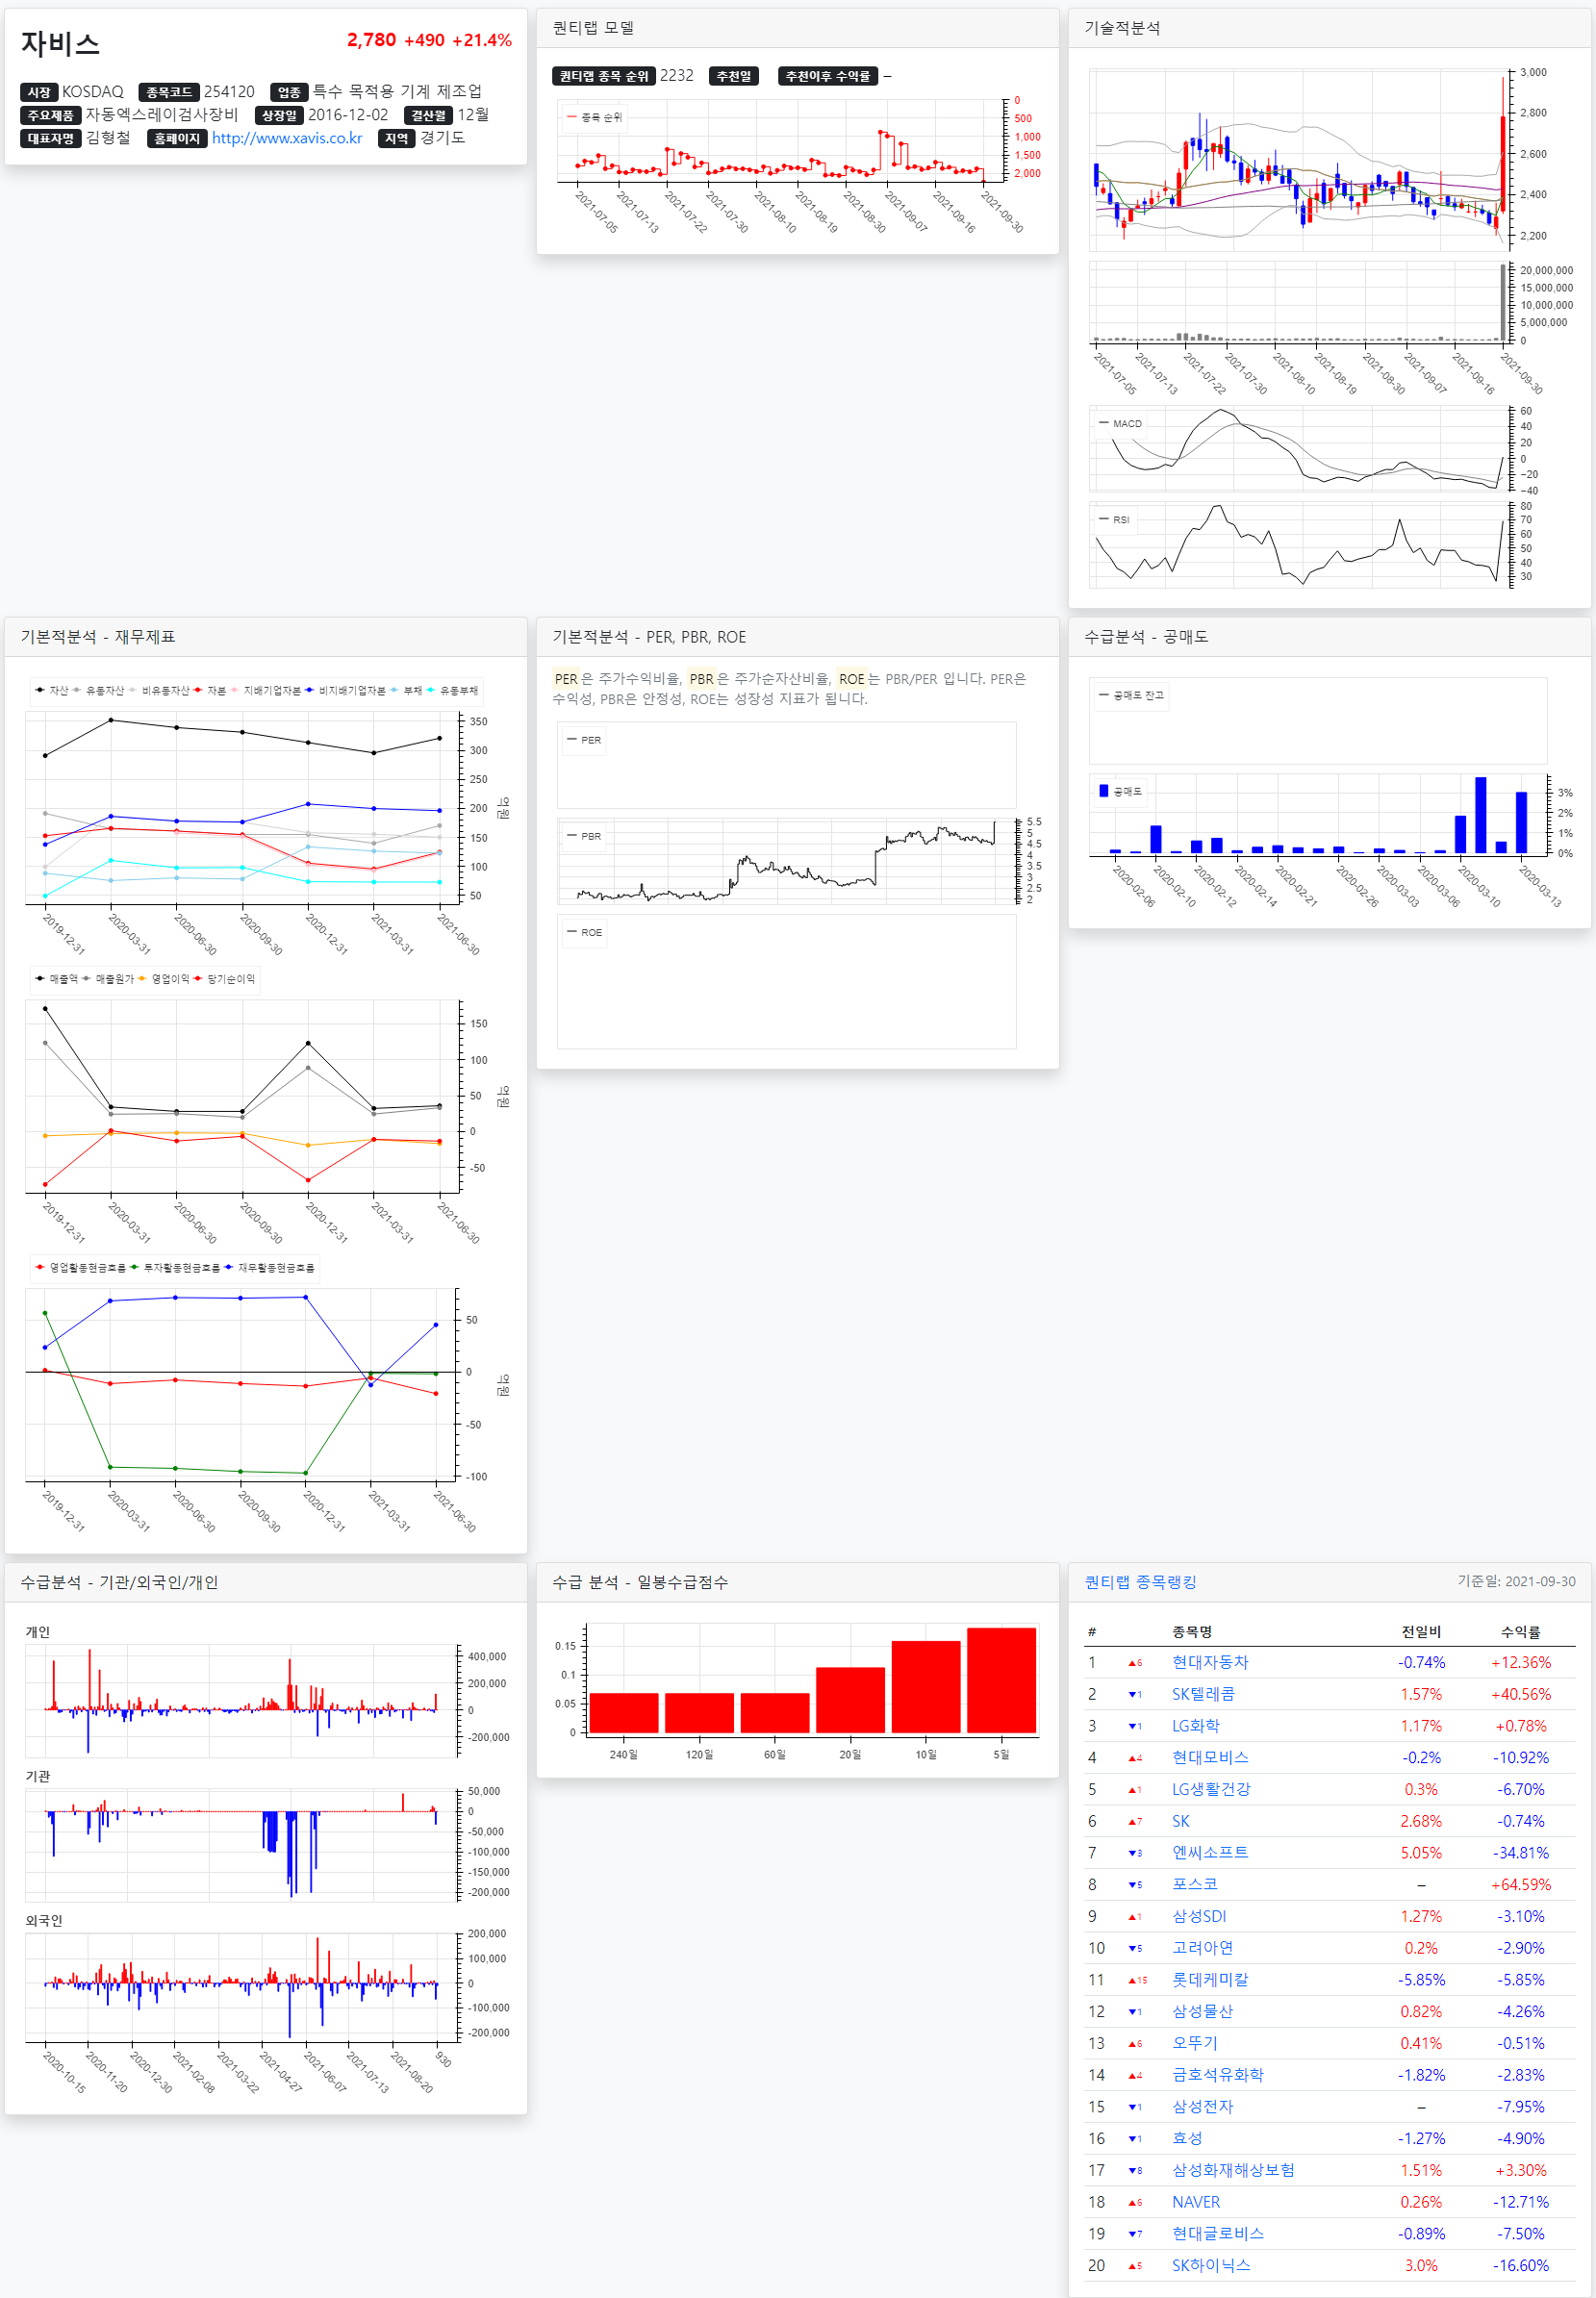 자비스
2,780 +490 +21.4%
시장 KOSDAQ 종목코드 254120 업종 특수 목적용 기계 제조업
주요제품 자동엑스레이검사장비 상장일 2016-12-02 결산월 12월
대표자명 김형철 홈페이지 http://www.xavis.co.kr 지역 경기도
퀀티랩 모델
퀀티랩 종목 순위 2232 추천일 추천이후 수익률 –
종목 순위
0
500
1,000
1,500
2,000
2021-07-05
2021-07-13
2021-07-22
2021-07-30
2021-08-10
2021-08-19
2021-08-30
2021-09-07
2021-09-16
2021-09-30
기술적분석
3,000
2,800
2,600
2,400
2,200
20,000,000
15,000,000
10,000,000
5,000,000
0
2021-07-05
2021-07-13
2021-07-22
2021-07-30
2021-08-10
2021-08-19
2021-08-30
2021-09-07
2021-09-16
2021-09-30
MACD
60
40
20
0
−20
−40
RSI
80
70
60
50
40
30
기본적분석 - 재무제표
자산 유동자산 비유동자산 자본 지배기업자본 비지배기업자본 부채 유동부채
350
300
250
200
150
100
50
억원
2019-12-31
2020-03-31
2020-06-30
2020-09-30
2020-12-31
2021-03-31
2021-06-30
매출액 매출원가 영업이익 당기순이익
150
100
50
0
-50
억원
2019-12-31
2020-03-31
2020-06-30
2020-09-30
2020-12-31
2021-03-31
2021-06-30
영업활동현금흐름 투자활동현금흐름 재무활동현금흐름
50
0
-50
-100
억원
2019-12-31
2020-03-31
2020-06-30
2020-09-30
2020-12-31
2021-03-31
2021-06-30
기본적분석 - PER, PBR, ROE
PER은 주가수익비율, PBR은 주가순자산비율, ROE는 PBR/PER 입니다. PER은
수익성, PBR은 안정성, ROE는 성장성 지표가 됩니다.
PER
PBR
5.5
5
4.5
4
3.5
3
2.5
2
ROE
수급분석 - 공매도
공매도 잔고
공매도
3%
2%
1%
0%
2020-02-06
2020-02-10
2020-02-12
2020-02-14
2020-02-21
2020-02-26
2020-03-03
2020-03-06
2020-03-10
2020-03-13
수급분석 - 기관/외국인/개인
개인
400,000
200,000
0
-200,000
기관
50,000
0
-50,000
-100,000
-150,000
-200,000
외국인
200,000
100,000
0
-100,000
-200,000
2020-10-15
2020-11-20
2020-12-30
2021-02-08
2021-03-22
2021-04-27
2021-06-07
2021-07-13
2021-08-20
930
수급 분석 - 일봉수급점수
0.15
0.1
0.05
0
240일 120일 60일 20일 10일 5일
퀀티랩 종목랭킹 기준일: 2021-09-30
# 종목명 전일비 수익률
1 ▲6 현대자동차 -0.74% +12.36%
2 ▼1 SK텔레콤 1.57% +40.56%
3 ▼1 LG화학 1.17% +0.78%
4 ▲4 현대모비스 -0.2% -10.92%
5 ▲1 LG생활건강 0.3% -6.70%
6 ▲7 SK 2.68% -0.74%
7 ▼3 엔씨소프트 5.05% -34.81%
8 ▼5 포스코 – +64.59%
9 ▲1 삼성SDI 1.27% -3.10%
10 ▼5 고려아연 0.2% -2.90%
11 ▲15 롯데케미칼 -5.85% -5.85%
12 ▼1 삼성물산 0.82% -4.26%
13 ▲6 오뚜기 0.41% -0.51%
14 ▲4 금호석유화학 -1.82% -2.83%
15 ▼1 삼성전자 – -7.95%
16 ▼1 효성 -1.27% -4.90%
17 ▼8 삼성화재해상보험 1.51% +3.30%
18 ▲6 NAVER 0.26% -12.71%
19 ▼7 현대글로비스 -0.89% -7.50%
20 ▲5 SK하이닉스 3.0% -16.60%